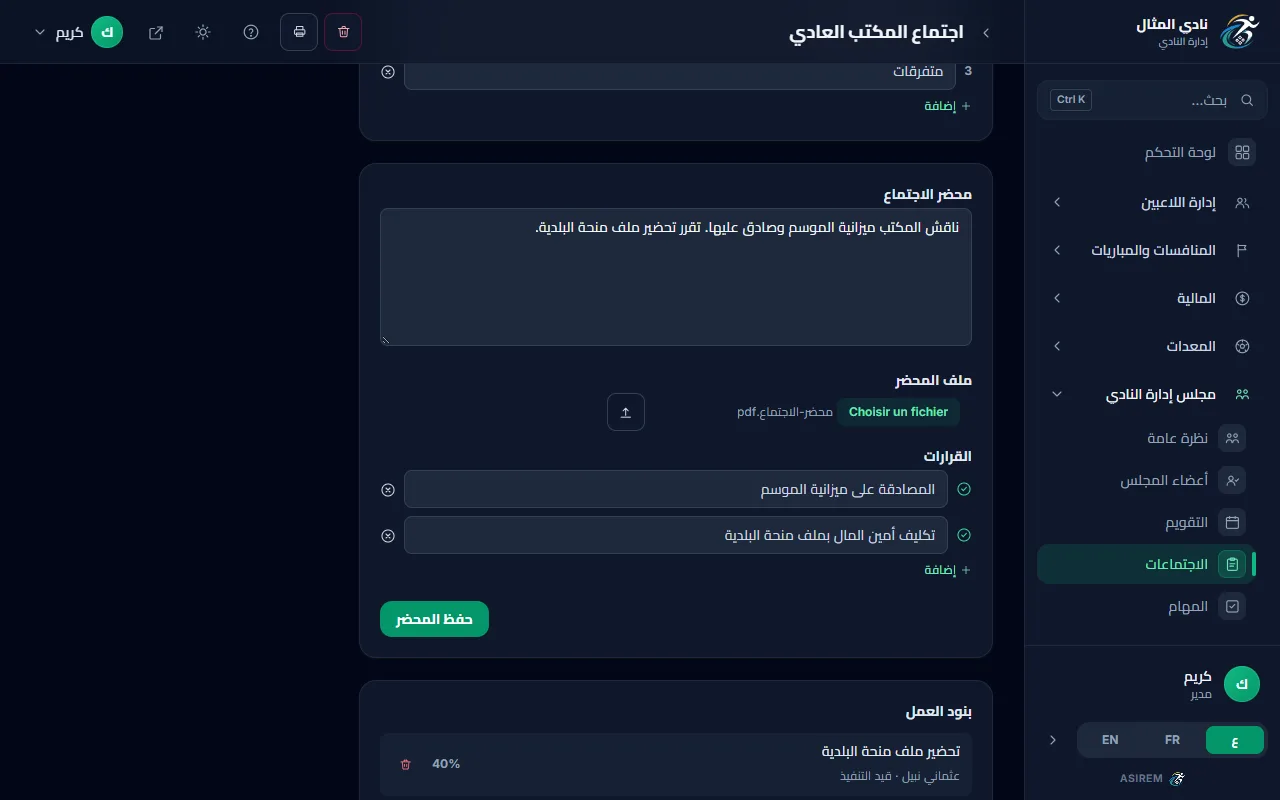 نادي المثال
إدارة النادي
بحث...
Ctrl K
لوحة التحكم
إدارة اللاعبين
المنافسات والمباريات
المالية
المعدات
مجلس إدارة النادي
نظرة عامة
أعضاء المجلس
التقويم
الاجتماعات
المهام
ك
كريم
مدير
ع
FR
EN
ASIREM
اجتماع المكتب العادي
ك
كريم
3
متفرقات
+ إضافة
محضر الاجتماع
ناقش المكتب ميزانية الموسم وصادق عليها. تقرر تحضير ملف منحة البلدية.
ملف المحضر
Choisir un fichier
محضر-الاجتماع.pdf
القرارات
المصادقة على ميزانية الموسم
تكليف أمين المال بملف منحة البلدية
+ إضافة
حفظ المحضر
بنود العمل
تحضير ملف منحة البلدية
عثماني نبيل · قيد التنفيذ
40%